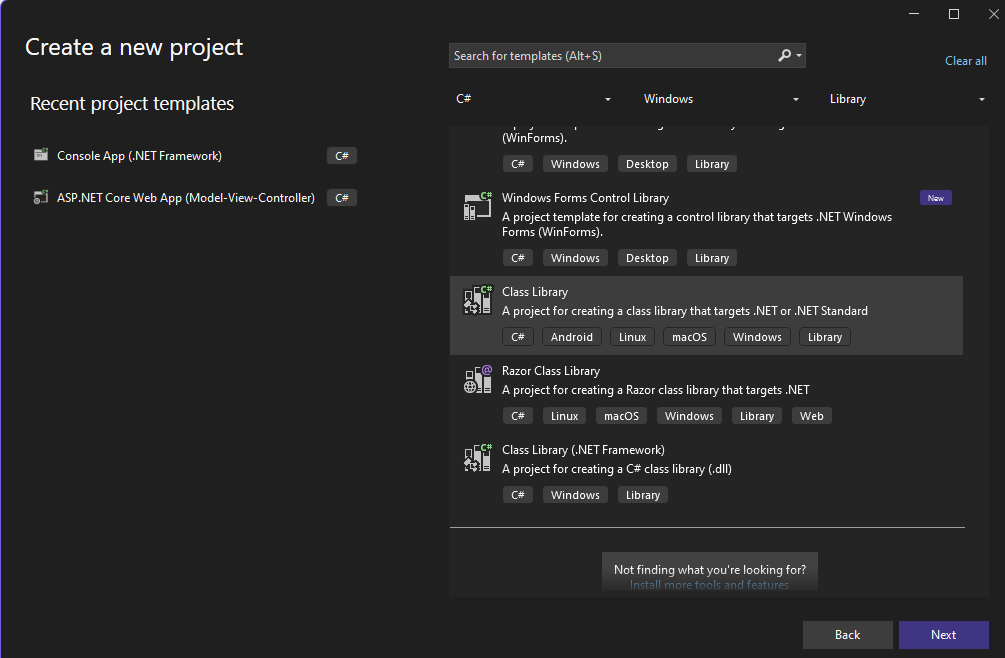 Create a new project
Search for templates (Alt+S)
Clear all
Recent project templates
C#
Windows
Library
Console App (.NET Framework)
C#
ASP.NET Core Web App (Model-View-Controller)
C#
(WinForms).
C# Windows Desktop Library
Windows Forms Control Library
New
A project template for creating a control library that targets .NET Windows
Forms (WinForms).
C# Windows Desktop Library
Class Library
A project for creating a class library that targets .NET or .NET Standard
C# Android Linux macOS Windows Library
Razor Class Library
A project for creating a Razor class library that targets .NET
C# Linux macOS Windows Library Web
Class Library (.NET Framework)
A project for creating a C# class library (.dll)
C# Windows Library
Not finding what you're looking for?
Install more tools and features
Back
Next